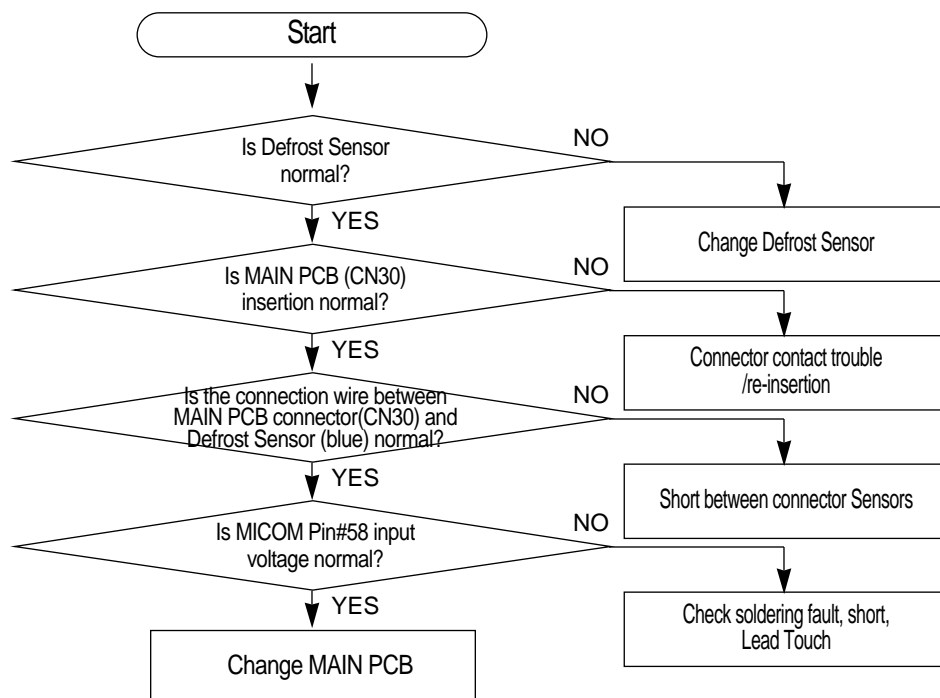 Start
Is Defrost Sensor
normal?
NO
YES
Change Defrost Sensor
Is MAIN PCB (CN30)
insertion normal?
NO
YES
Connector contact trouble
/re-insertion
Is the connection wire between
MAIN PCB connector(CN30) and
Defrost Sensor (blue) normal?
NO
YES
Short between connector Sensors
Is MICOM Pin#58 input
voltage normal?
NO
YES
Check soldering fault, short,
Lead Touch
Change MAIN PCB